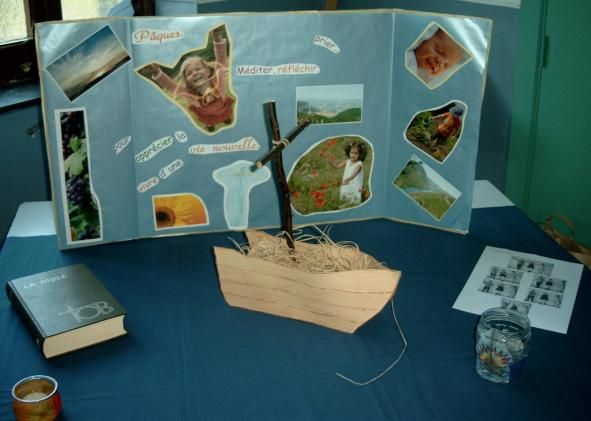 Pâques
prier,
Méditer, réfléchir
pour
apprécier la
vie nouvelle
vivre d'une
LA BIBLE
TOB